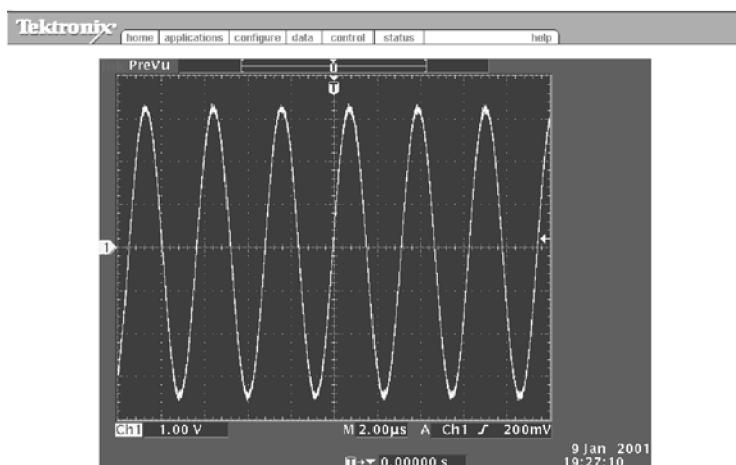 Tektronix
home applications configure data control status help
PreVu
T
1
Ch1 1.00 V M 2.00µs A Ch1 200mV
T 0.00000 s
9 Jan 2001
19:27:10